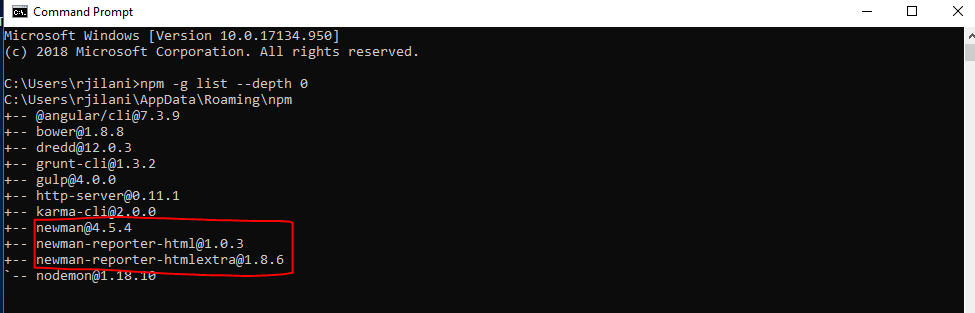 Command Prompt
Microsoft Windows [Version 10.0.17134.950]
(c) 2018 Microsoft Corporation. All rights reserved.
C:\Users\rjilani>npm -g list --depth 0
C:\Users\rjilani\AppData\Roaming\npm
+-- @angular/cli@7.3.9
+-- bower@1.8.8
+-- dredd@12.0.3
+-- grunt-cli@1.3.2
+-- gulp@4.0.0
+-- http-server@0.11.1
+-- karma-cli@2.0.0
+-- newman@4.5.4
+-- newman-reporter-html@1.0.3
+-- newman-reporter-htmlextra@1.8.6
`-- nodemon@1.18.10